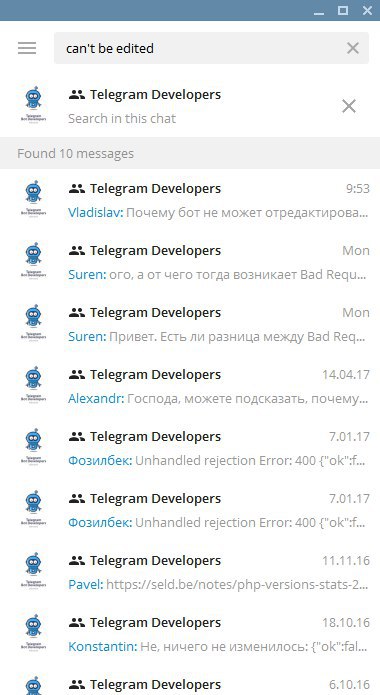 can't be edited
Telegram Developers
Search in this chat
Found 10 messages
Telegram Developers 9:53
Vladislav: Почему бот не может отредактирова...
Telegram Developers Mon
Suren: ого, а от чего тогда возникает Bad Requ...
Telegram Developers Mon
Suren: Привет. Есть ли разница между Bad Req...
Telegram Developers 14.04.17
Alexandr: Господа, можете подсказать, почему...
Telegram Developers 7.01.17
Фозилбек: Unhandled rejection Error: 400 {"ok":f...
Telegram Developers 7.01.17
Фозилбек: Unhandled rejection Error: 400 {"ok":f...
Telegram Developers 11.11.16
Pavel: https://seld.be/notes/php-versions-stats-2...
Telegram Developers 18.10.16
Konstantin: Не, ничего не изменилось: {"ok":fal...
Telegram Developers 6.10.16